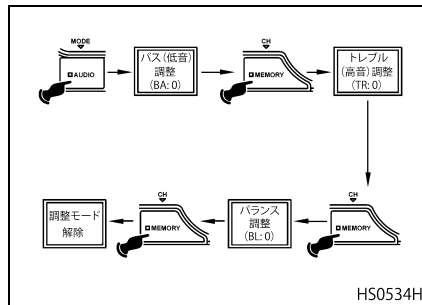 MODE
AUDIO
バス(低音)
調整
(BA: 0)
CH
MEMORY
トレブル
(高音)調整
(TR: 0)
CH
MEMORY
バランス
調整
(BL: 0)
CH
MEMORY
調整モード
解除
HS0534H